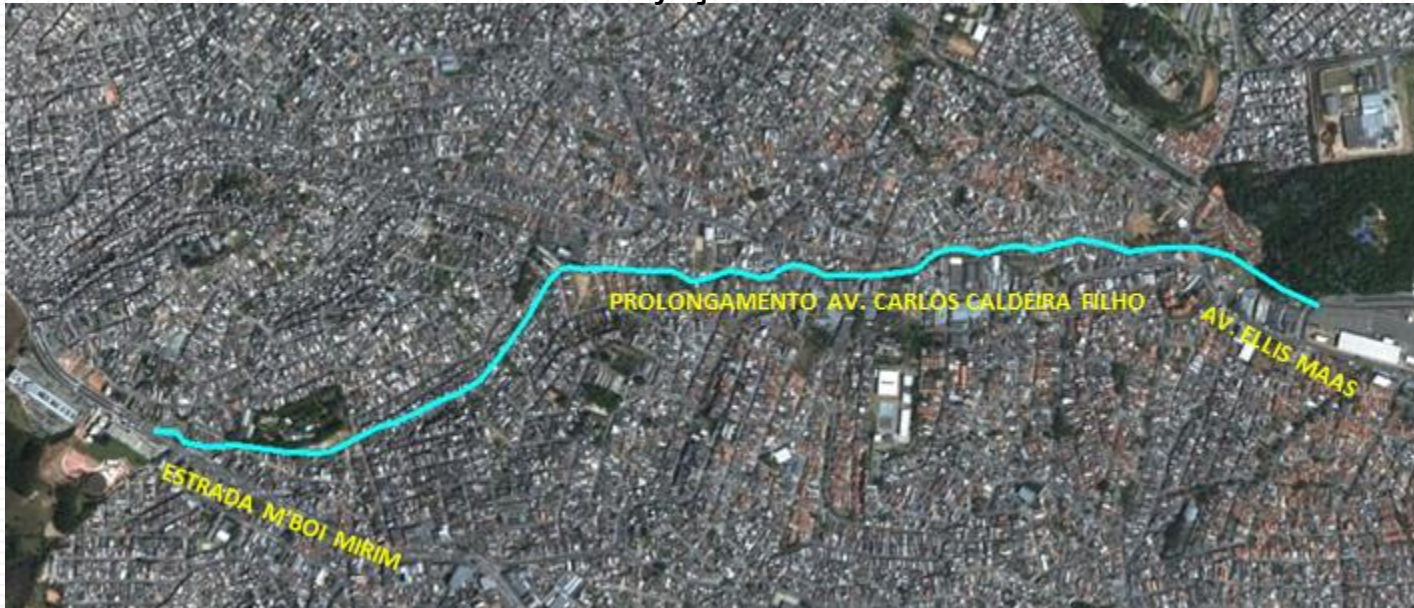 PROLONGAMENTO AV. CARLOS CALDEIRA FILHO
AV. ELLIS MAAS
ESTRADA M'BOI MIRIM